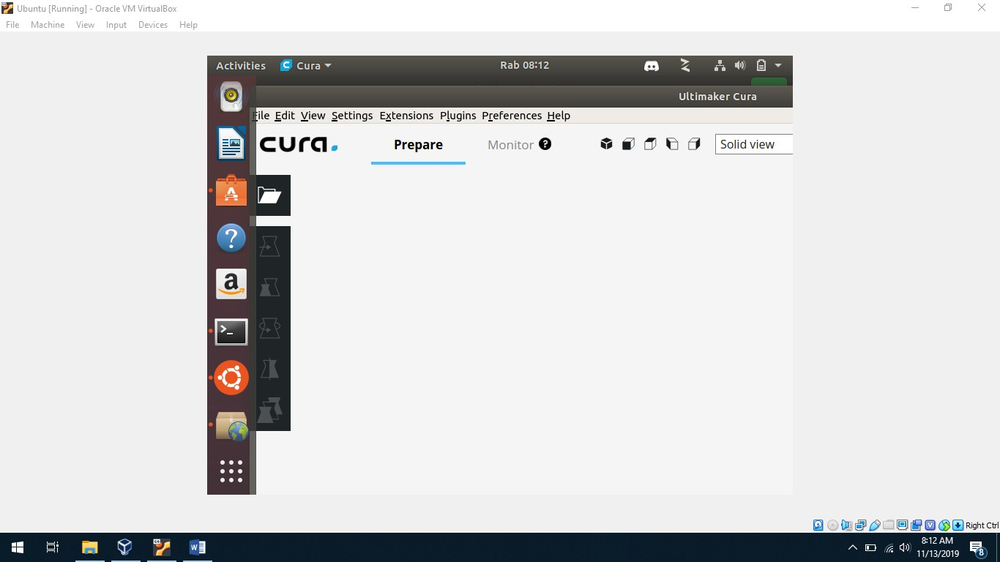 Ubuntu [Running] - Oracle VM VirtualBox
File Machine View Input Devices Help
Activities Cura Rab 08:12
Ultimaker Cura
File Edit View Settings Extensions Plugins Preferences Help
cura. Prepare Monitor ? Solid view
Right Ctrl
8:12 AM
11/13/2019
8